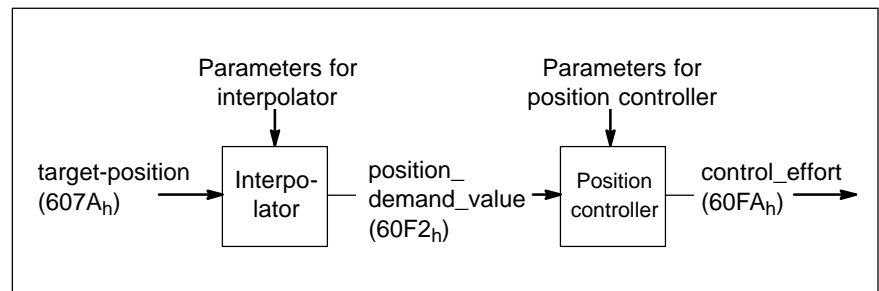 Parameters for
interpolator
Parameters for
position controller
target-position
(607Ah)
Interpo-
lator
position_
demand_value
(60F2h)
Position
controller
control_effort
(60FAh)